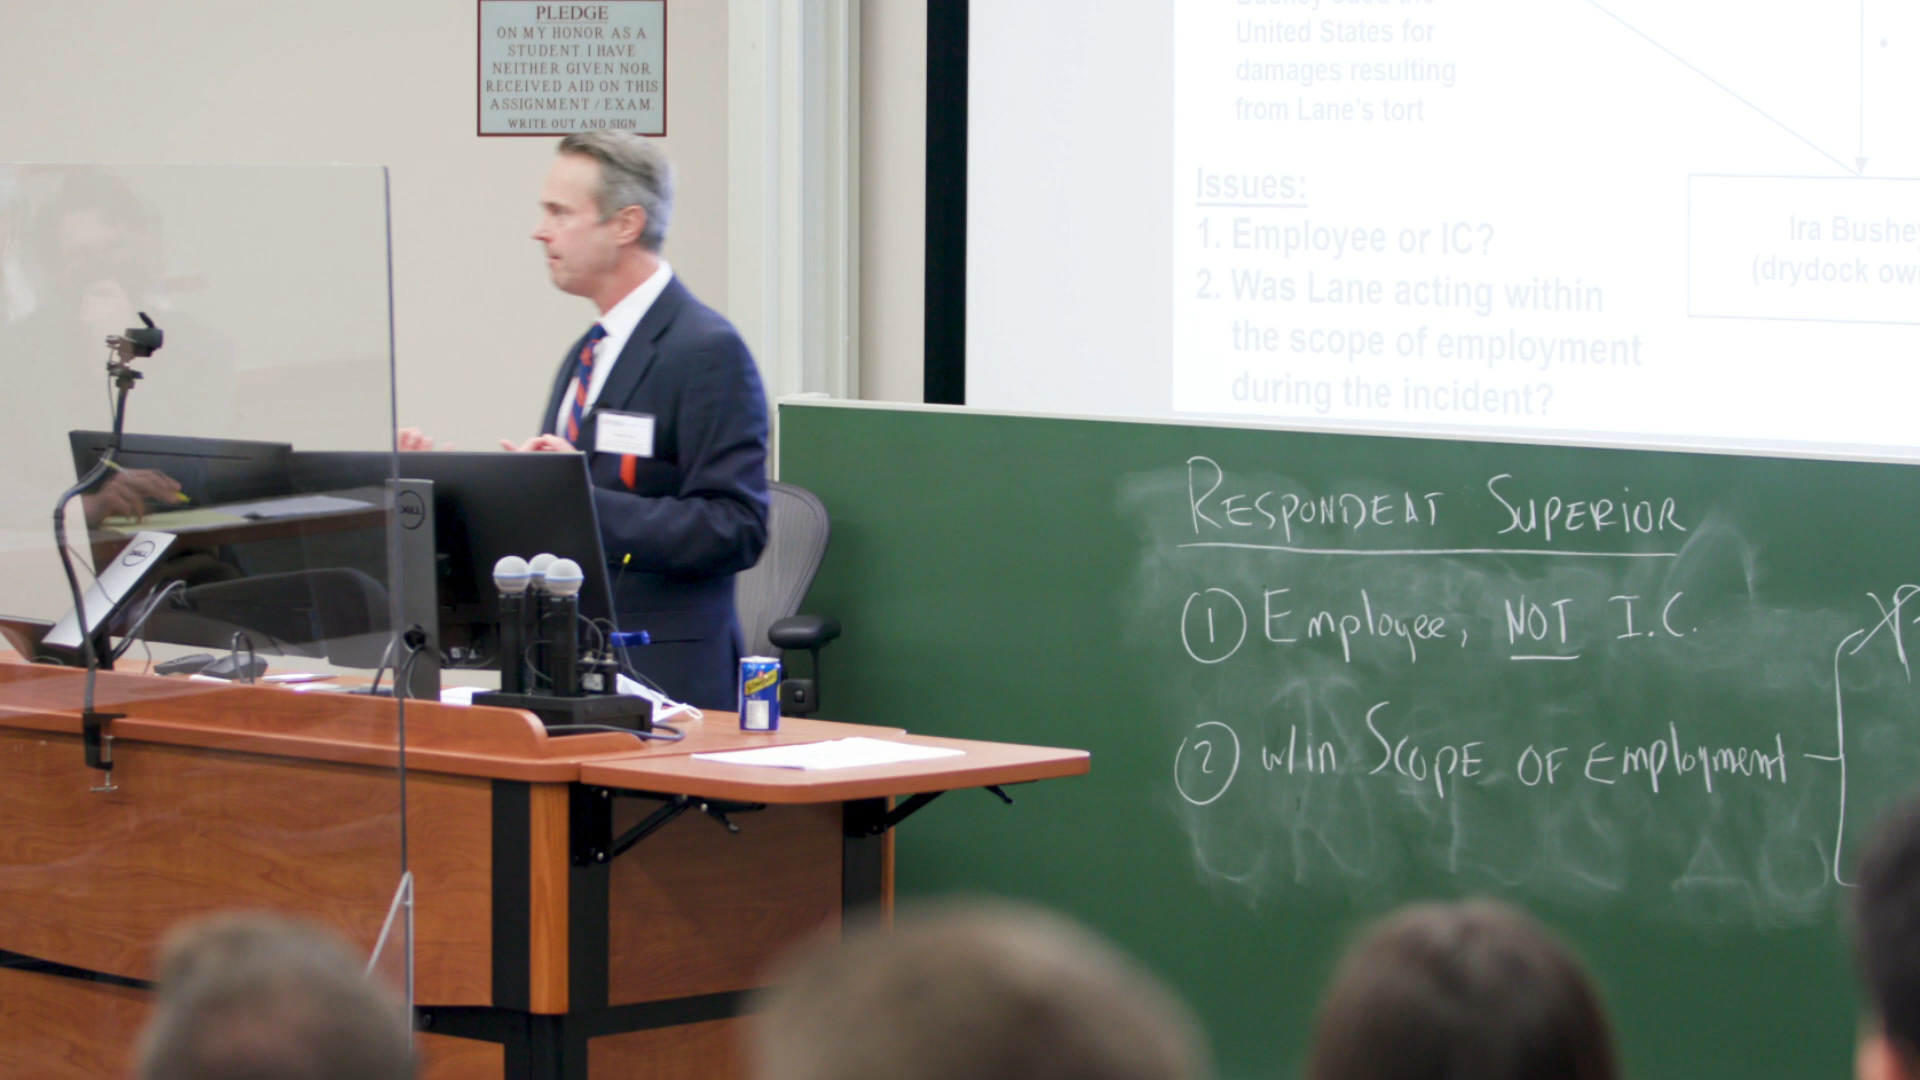 PLEDGE
ON MY HONOR AS A
STUDENT, I HAVE
NEITHER GIVEN NOR
RECEIVED AID ON THIS
ASSIGNMENT / EXAM.
WRITE OUT AND SIGN
United States for
damages resulting
from Lane's tort
Issues:
1. Employee or IC?
2. Was Lane acting within
the scope of employment
during the incident?
Ira Bushey
(drydock ow
RESPONDEAT SUPERIOR
① Employee, NOT I.C.
② w/in SCOPE OF Employment
DELL
DELL